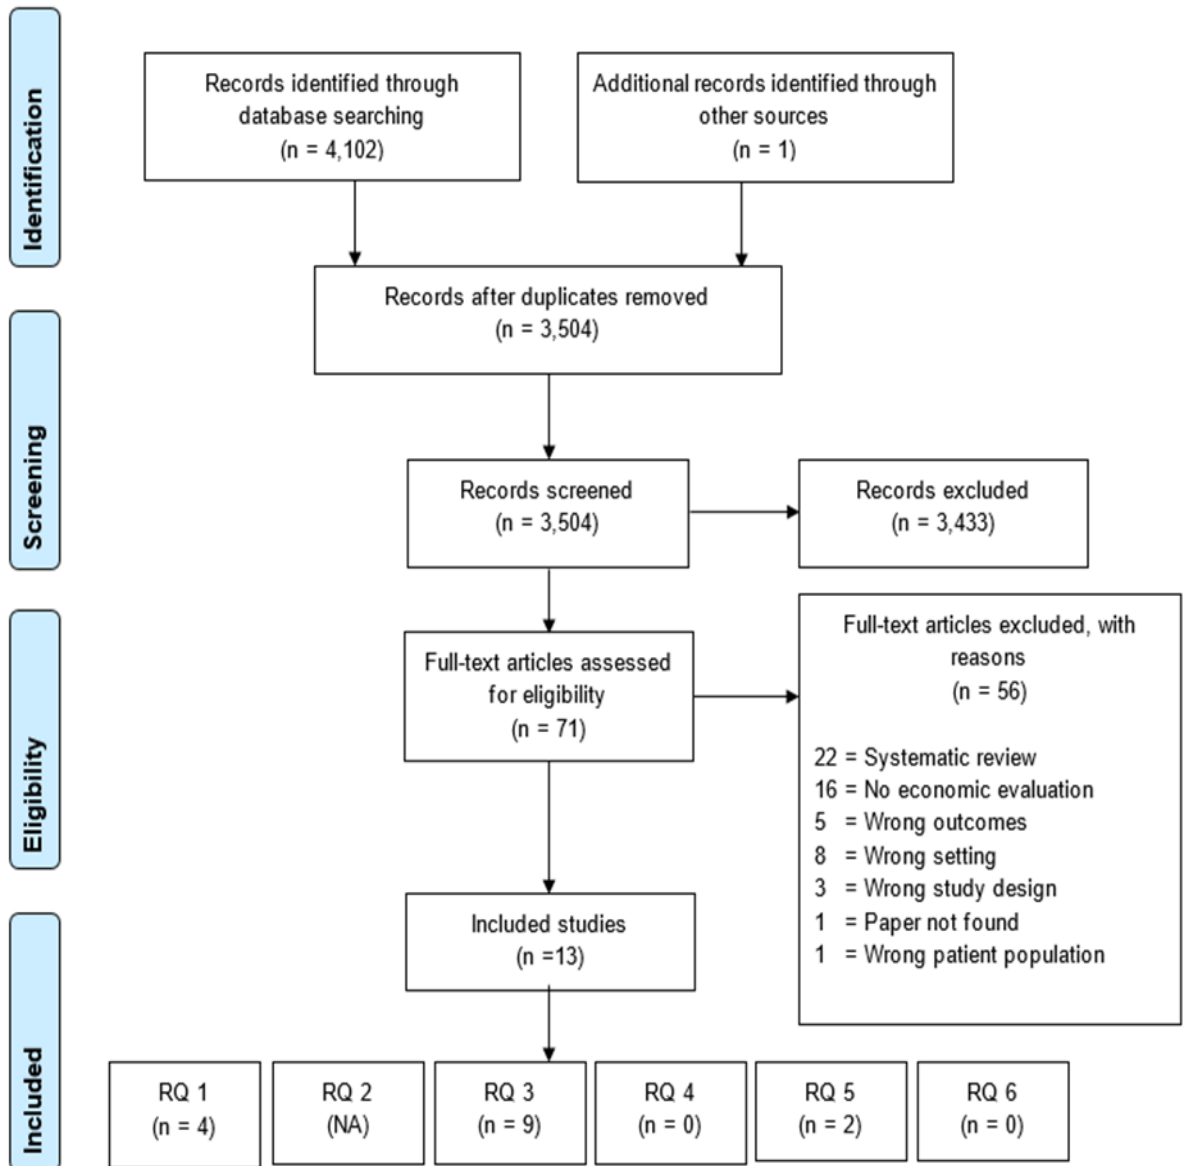 Identification
Records identified through
database searching
(n = 4,102)
Additional records identified through
other sources
(n = 1)
Records after duplicates removed
(n = 3,504)
Screening
Records screened
(n = 3,504)
Records excluded
(n = 3,433)
Eligibility
Full-text articles assessed
for eligibility
(n = 71)
Full-text articles excluded, with
reasons
(n = 56)
22 = Systematic review
16 = No economic evaluation
5 = Wrong outcomes
8 = Wrong setting
3 = Wrong study design
1 = Paper not found
1 = Wrong patient population
Included
Included studies
(n =13)
RQ 1
(n = 4)
RQ 2
(NA)
RQ 3
(n = 9)
RQ 4
(n = 0)
RQ 5
(n = 2)
RQ 6
(n = 0)